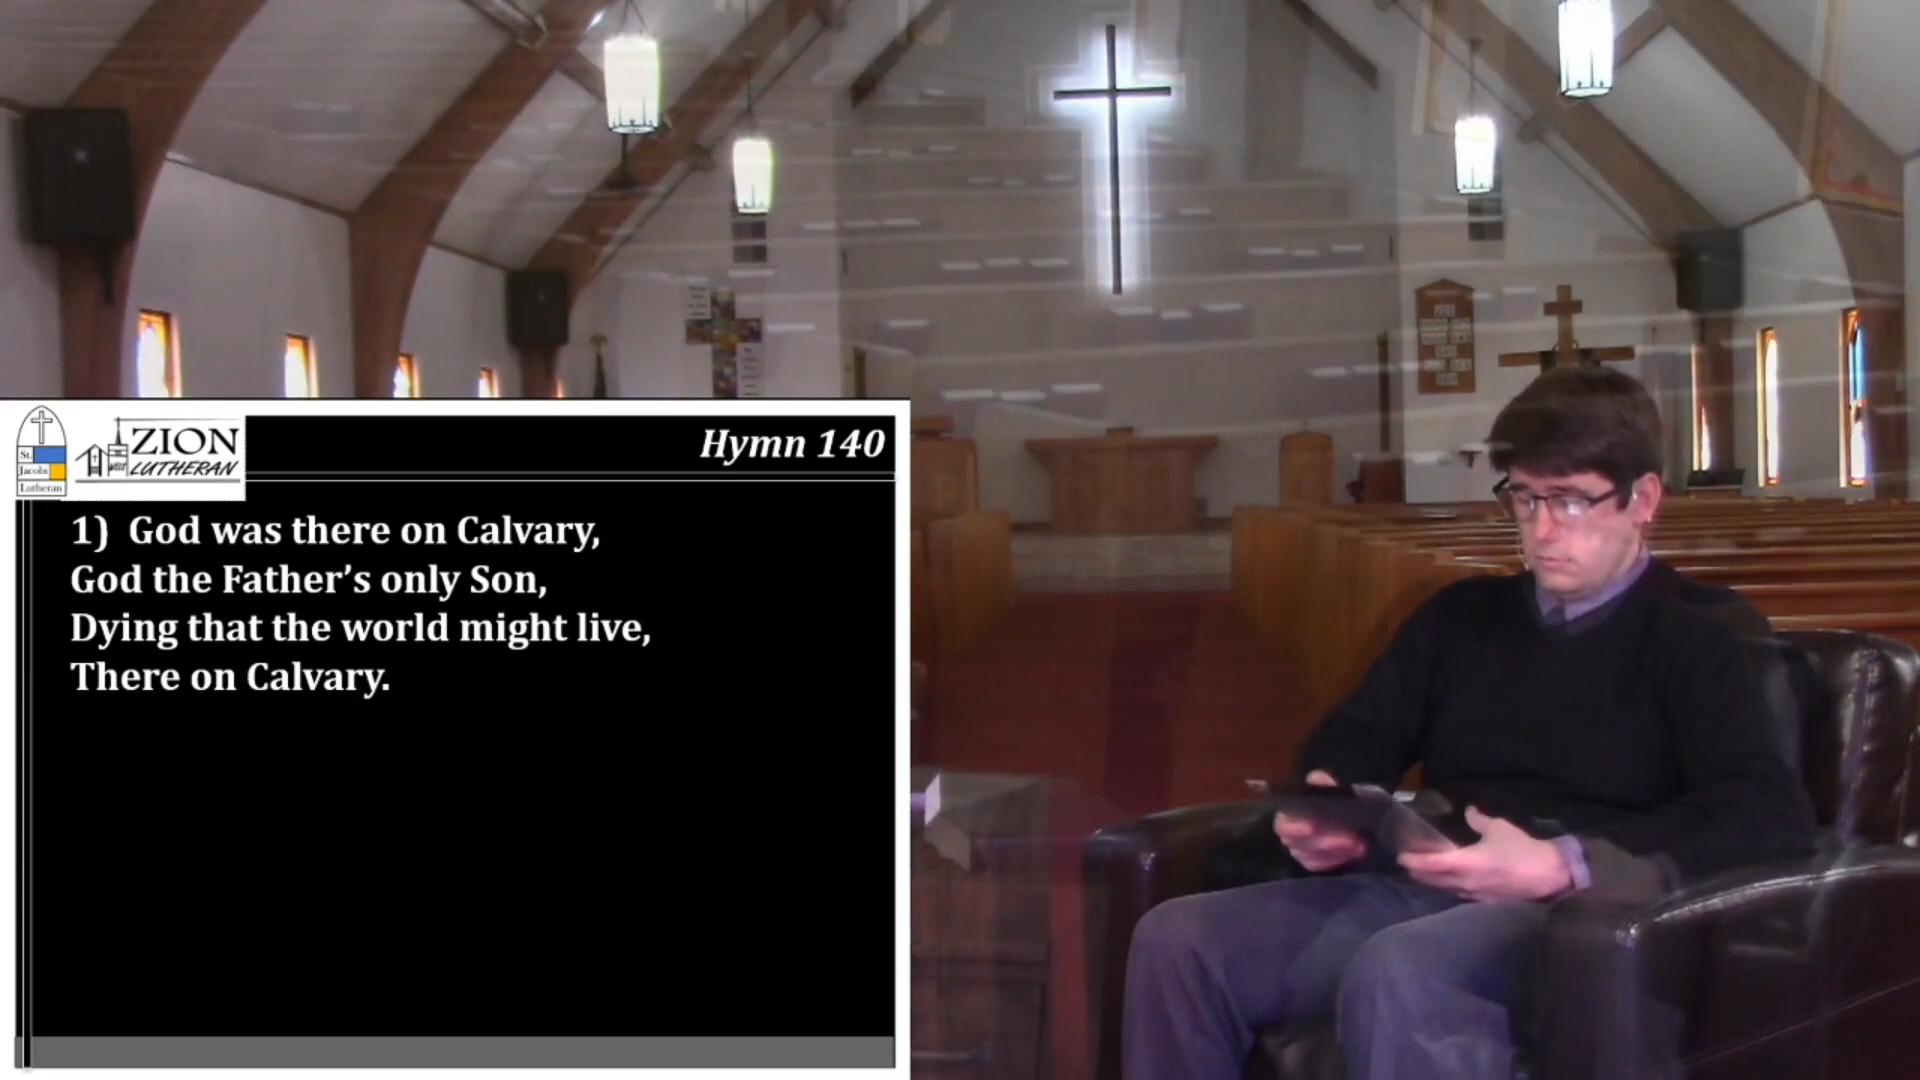 St.
Jacobi
Lutheran
ZION
LUTHERAN
Hymn 140
1) God was there on Calvary,
God the Father's only Son,
Dying that the world might live,
There on Calvary.